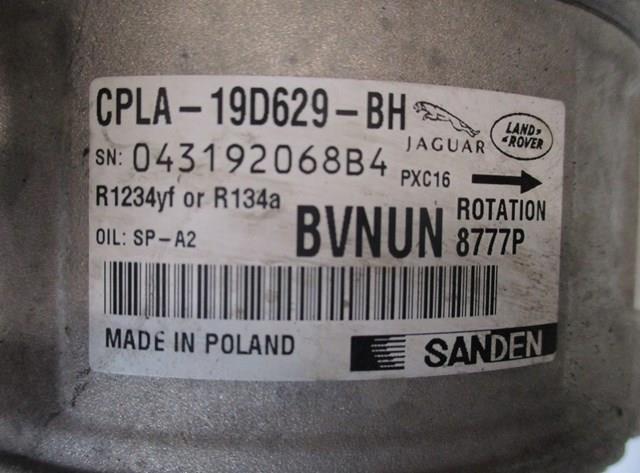 CPLA-19D629-BH
JAGUAR
LAND-
ROVER
SN: 043192068B4
PXC16
R1234yf or R134a
ROTATION
OIL: SP-A2
BVNUN
8777P
MADE IN POLAND
SANDEN